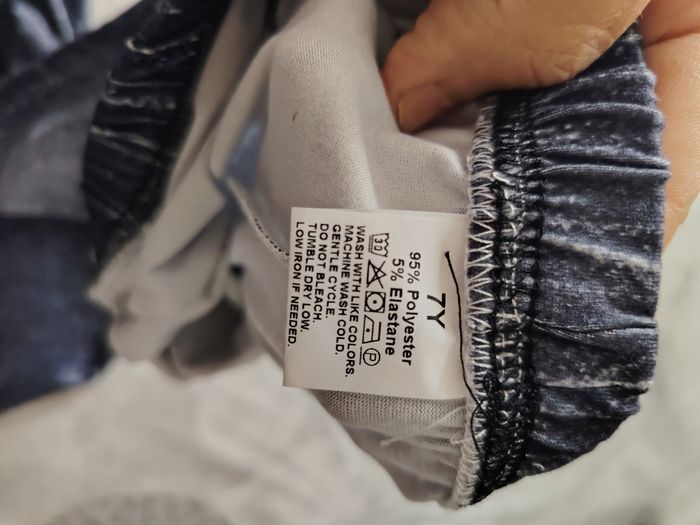 7Y
95% Polyester
5% Elastane
WASH WITH LIKE COLORS.
MACHINE WASH COLD.
GENTLE CYCLE.
DO NOT BLEACH.
TUMBLE DRY LOW.
LOW IRON IF NEEDED.